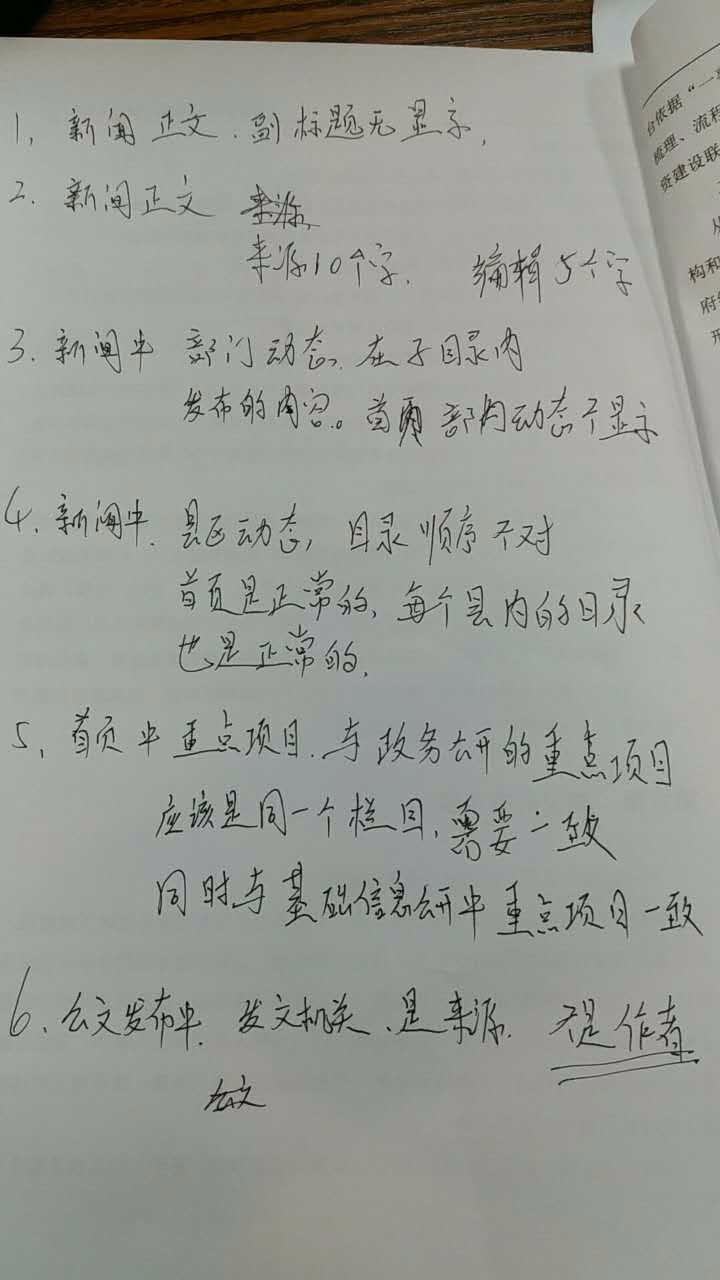 1、新闻正文、副标题无显示,
2、新闻正文 来源
来源10个字. 编辑5个字
3、新闻中 部门动态、在子目录内
发布的内容。首页部门动态不显示
4、新闻中、县区动态, 目录顺序不对
首页是正常的,每个县内的目录
也是正常的,
5、首页中重点项目、与政务公开的重点项目
应该是同一个栏目,需要一致
同时与基础信息公开中重点项目一致
6、公文发布中、发文机关、是来源. 不是作者
公文
台依据“一
梳理、流程
资建设联
从
构和
府